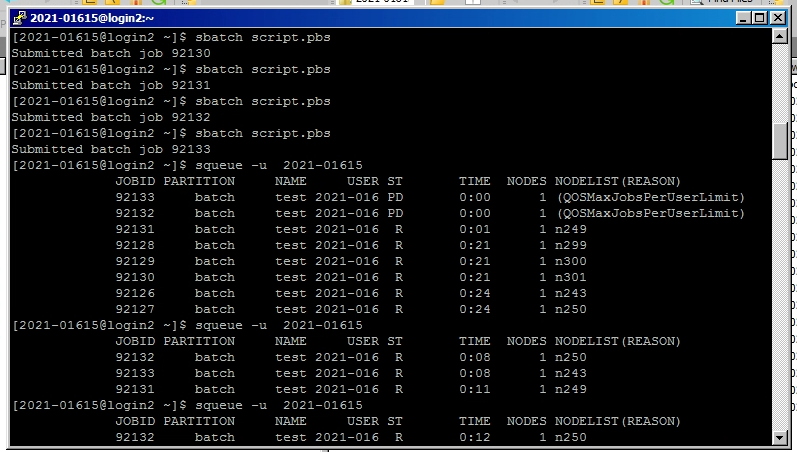 2021-0161
Find Files
2021-01615@login2:~
[2021-01615@login2 ~]$ sbatch script.pbs
Submitted batch job 92130
[2021-01615@login2 ~]$ sbatch script.pbs
Submitted batch job 92131
[2021-01615@login2 ~]$ sbatch script.pbs
Submitted batch job 92132
[2021-01615@login2 ~]$ sbatch script.pbs
Submitted batch job 92133
[2021-01615@login2 ~]$ squeue -u  2021-01615
JOBID PARTITION NAME USER ST TIME NODES NODELIST(REASON)
92133 batch test 2021-016 PD 0:00 1 (QOSMaxJobsPerUserLimit)
92132 batch test 2021-016 PD 0:00 1 (QOSMaxJobsPerUserLimit)
92131 batch test 2021-016 R 0:01 1 n249
92128 batch test 2021-016 R 0:21 1 n299
92129 batch test 2021-016 R 0:21 1 n300
92130 batch test 2021-016 R 0:21 1 n301
92126 batch test 2021-016 R 0:24 1 n243
92127 batch test 2021-016 R 0:24 1 n250
[2021-01615@login2 ~]$ squeue -u  2021-01615
JOBID PARTITION NAME USER ST TIME NODES NODELIST(REASON)
92132 batch test 2021-016 R 0:08 1 n250
92133 batch test 2021-016 R 0:08 1 n243
92131 batch test 2021-016 R 0:11 1 n249
[2021-01615@login2 ~]$ squeue -u  2021-01615
JOBID PARTITION NAME USER ST TIME NODES NODELIST(REASON)
92132 batch test 2021-016 R 0:12 1 n250